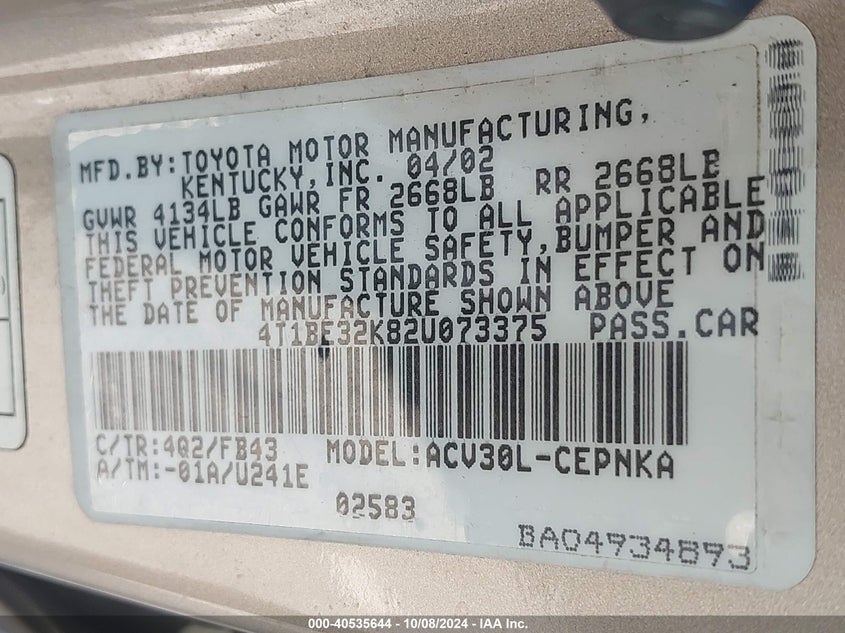 MFD.BY:TOYOTA MOTOR MANUFACTURING,
KENTUCKY,INC. 04/02
GVWR 4134LB GAWR FR 2668LB RR 2668LB
THIS VEHICLE CONFORMS TO ALL APPLICABLE
FEDERAL MOTOR VEHICLE SAFETY,BUMPER AND
THEFT PREVENTION STANDARDS IN EFFECT ON
THE DATE OF MANUFACTURE SHOWN ABOVE
4T1BE32K82U073375 PASS.CAR
C/TR:4Q2/FB43 MODEL:ACV30L-CEPNKA
A/TM:-01A/U241E
02583
BA04934893
000-40535644 - 10/08/2024 - IAA Inc.